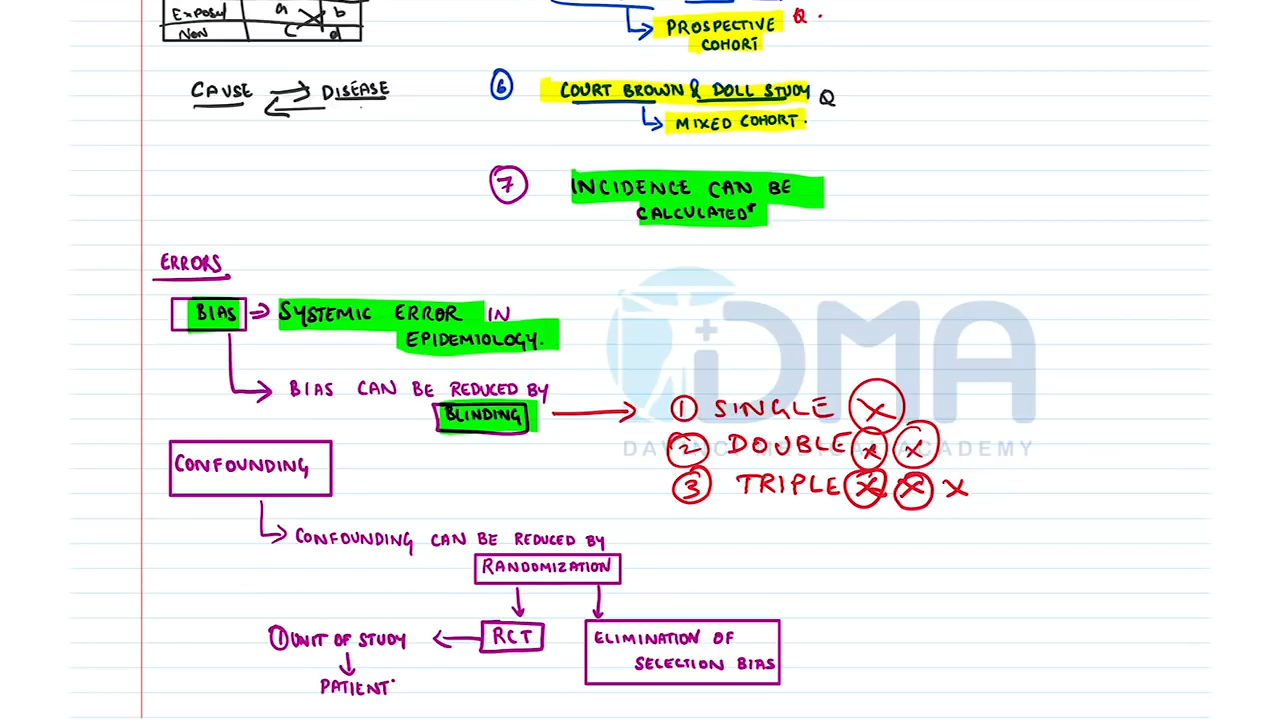 EXPOSED a b
NON c d
PROSPECTIVE Q.
COHORT
CAUSE DISEASE
6 COURT BROWN & DOLL STUDY Q
MIXED COHORT.
7 INCIDENCE CAN BE
CALCULATED*
ERRORS
BIAS => SYSTEMIC ERROR IN
EPIDEMIOLOGY.
BIAS CAN BE REDUCED BY
BLINDING
1 SINGLE X
2 DOUBLE X X
3 TRIPLE X X X
DMA
CONFOUNDING
CONFOUNDING CAN BE REDUCED BY
RANDOMIZATION
1 UNIT OF STUDY
RCT
ELIMINATION OF
SELECTION BIAS
PATIENT